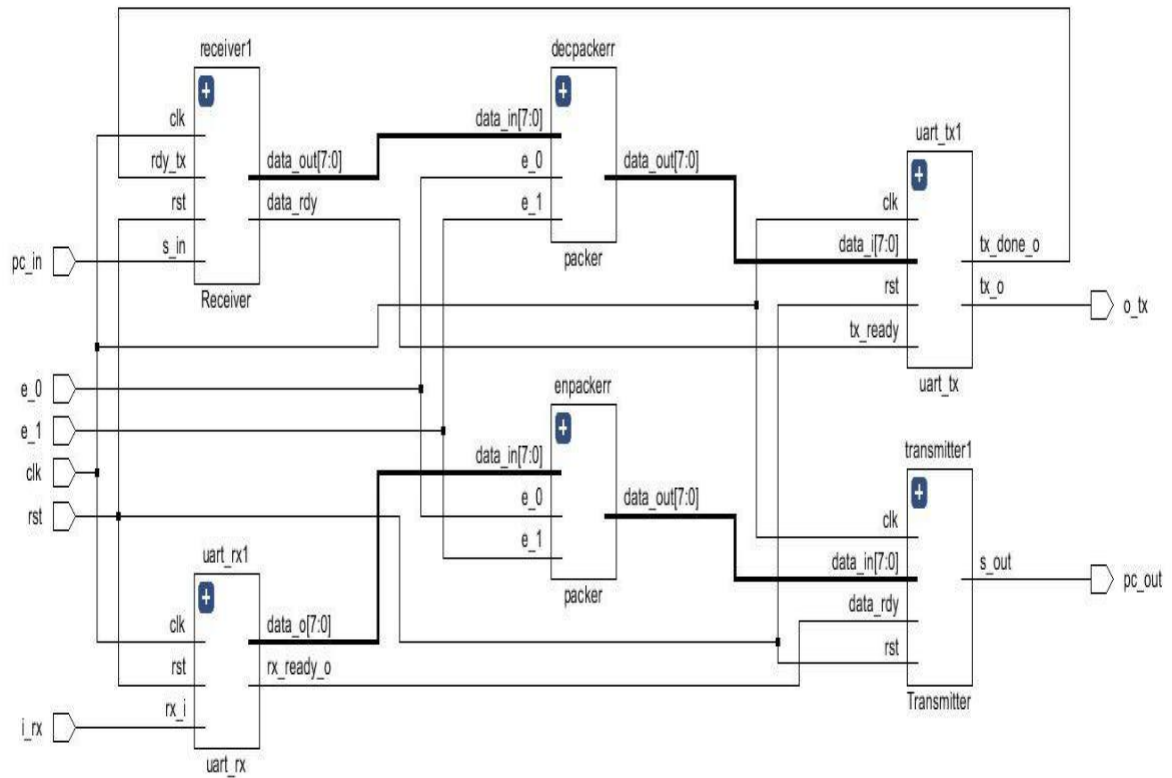 receiver1
clk
rdy_tx
rst
s_in
data_out[7:0]
data_rdy
Receiver
decpackerr
data_in[7:0]
e_0
e_1
data_out[7:0]
packer
uart_tx1
clk
data_i[7:0]
rst
tx_ready
tx_done_o
tx_o
uart_tx
pc_in
e_0
e_1
clk
rst
i_rx
o_tx
pc_out
enpackerr
data_in[7:0]
e_0
e_1
data_out[7:0]
packer
transmitter1
clk
data_in[7:0]
data_rdy
rst
s_out
Transmitter
uart_rx1
clk
rst
rx_i
data_o[7:0]
rx_ready_o
uart_rx